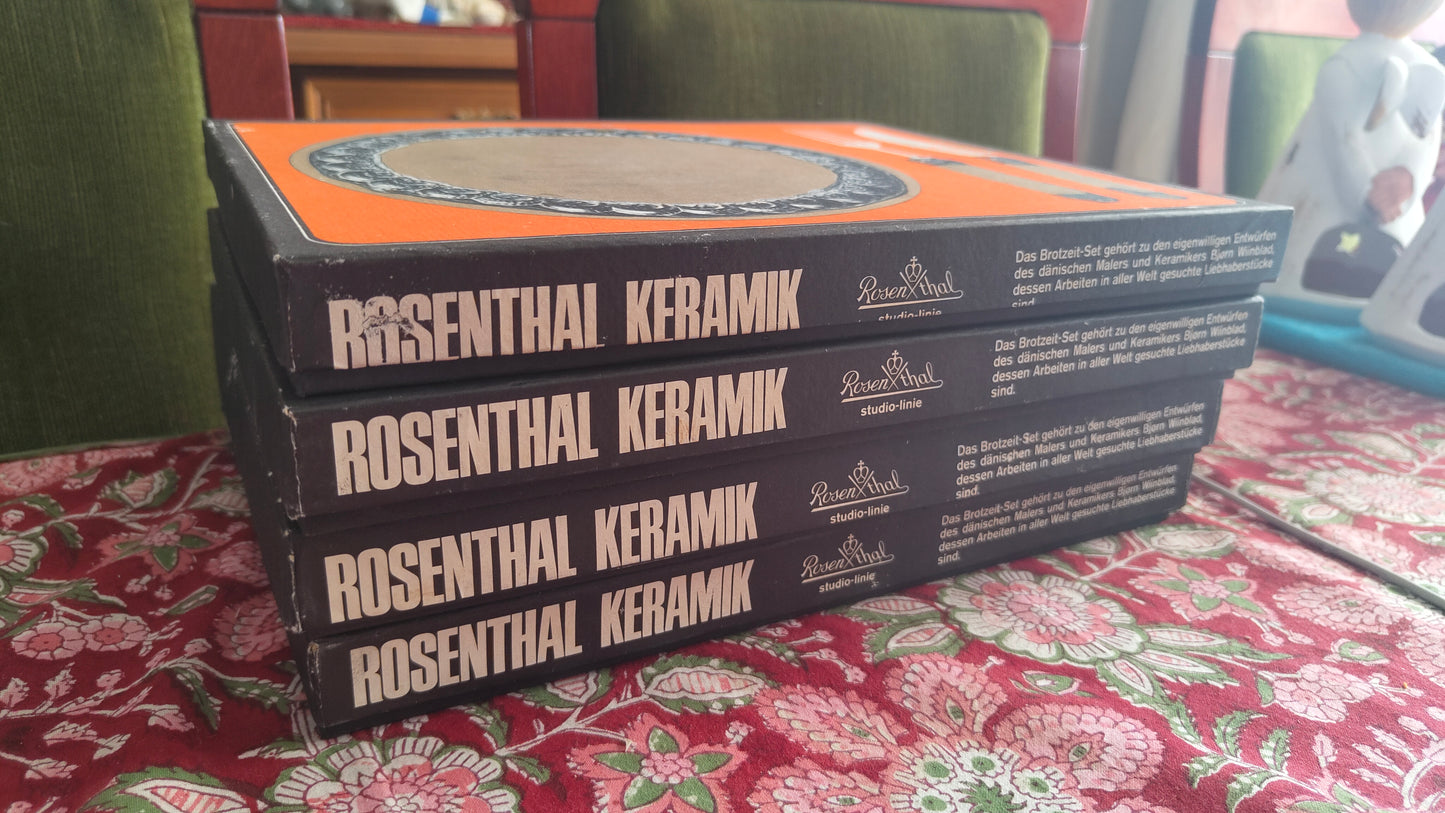 ROSENTHAL KERAMIK
Rosenthal
studio-linie
Das Brotzeit-Set gehört zu den eigenwilligen Entwürfen
des dänischen Malers und Keramikers Bjørn Wiinblad,
dessen Arbeiten in aller Welt gesuchte Liebhaberstücke
sind.
ROSENTHAL KERAMIK
Rosenthal
studio-linie
Das Brotzeit-Set gehört zu den eigenwilligen Entwürfen
des dänischen Malers und Keramikers Bjørn Wiinblad,
dessen Arbeiten in aller Welt gesuchte Liebhaberstücke
sind.
ROSENTHAL KERAMIK
Rosenthal
studio-linie
Das Brotzeit-Set gehört zu den eigenwilligen Entwürfen
des dänischen Malers und Keramikers Bjørn Wiinblad,
dessen Arbeiten in aller Welt gesuchte Liebhaberstücke
sind.
ROSENTHAL KERAMIK
Rosenthal
studio-linie
Das Brotzeit-Set gehört zu den eigenwilligen Entwürfen
des dänischen Malers und Keramikers Bjørn Wiinblad,
dessen Arbeiten in aller Welt gesuchte Liebhaberstücke
sind.